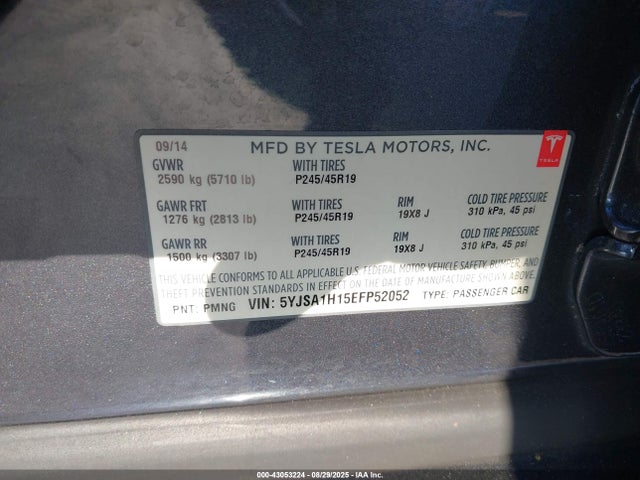 09/14 MFD BY TESLA MOTORS, INC.
GVWR WITH TIRES
2590 kg (5710 lb) P245/45R19
TESLA
GAWR FRT WITH TIRES RIM COLD TIRE PRESSURE
1276 kg (2813 lb) P245/45R19 19X8 J 310 kPa, 45 psi
GAWR RR WITH TIRES RIM COLD TIRE PRESSURE
1500 kg (3307 lb) P245/45R19 19X8 J 310 kPa, 45 psi
THIS VEHICLE CONFORMS TO ALL APPLICABLE U.S. FEDERAL MOTOR VEHICLE SAFETY, BUMPER, AND
THEFT PREVENTION STANDARDS IN EFFECT ON THE DATE OF MANUFACTURE SHOWN ABOVE.
PNT: PMNG VIN: 5YJSA1H15EFP52052 TYPE: PASSENGER CAR
000-43053224 - 08/29/2025 - IAA Corp.